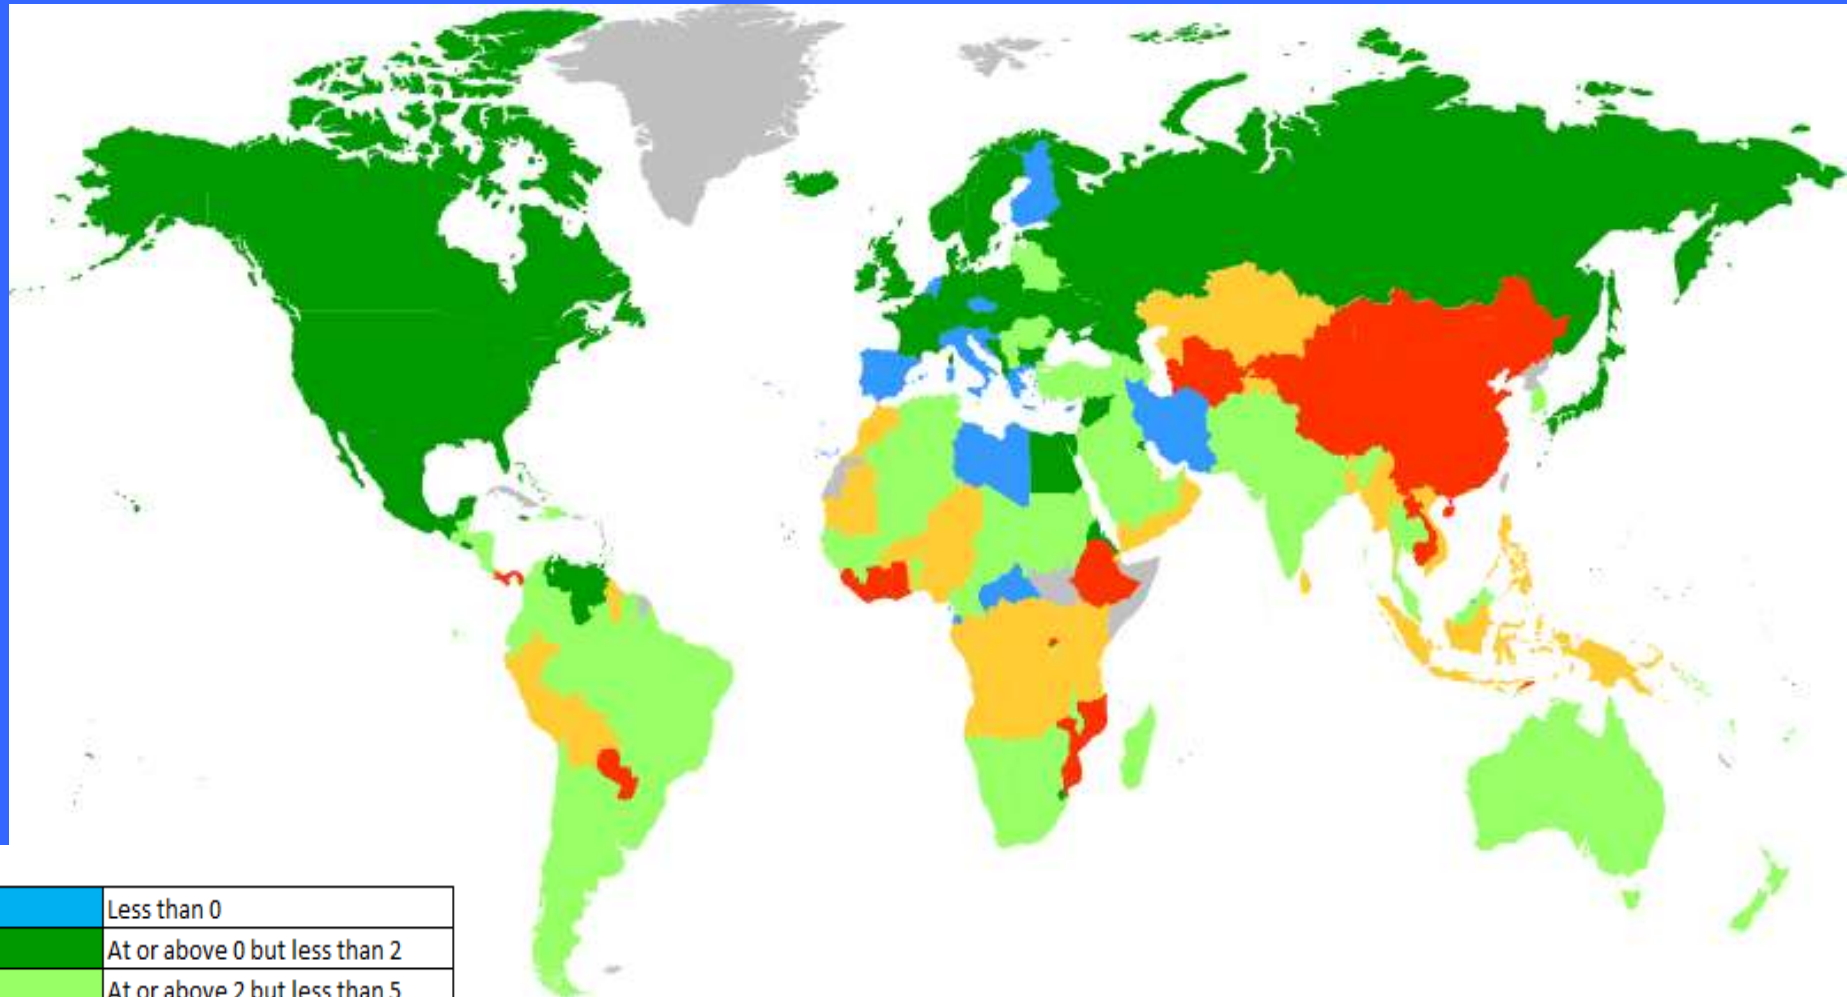 Less than 0
At or above 0 but less than 2
At or above 2 but less than 5